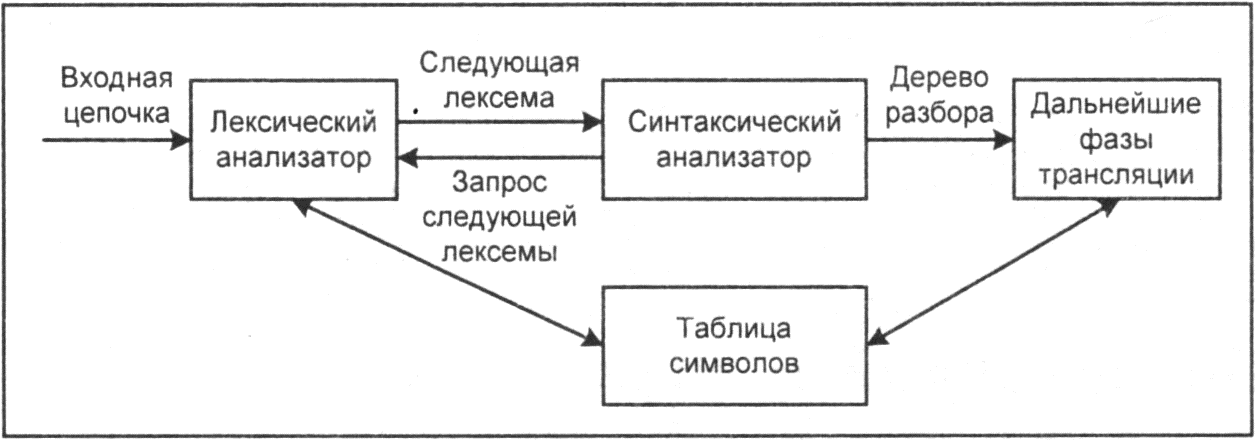 Входная
цепочка
Лексический
анализатор
Следующая
лексема
Запрос
следующей
лексемы
Синтаксический
анализатор
Дерево
разбора
Дальнейшие
фазы
трансляции
Таблица
символов